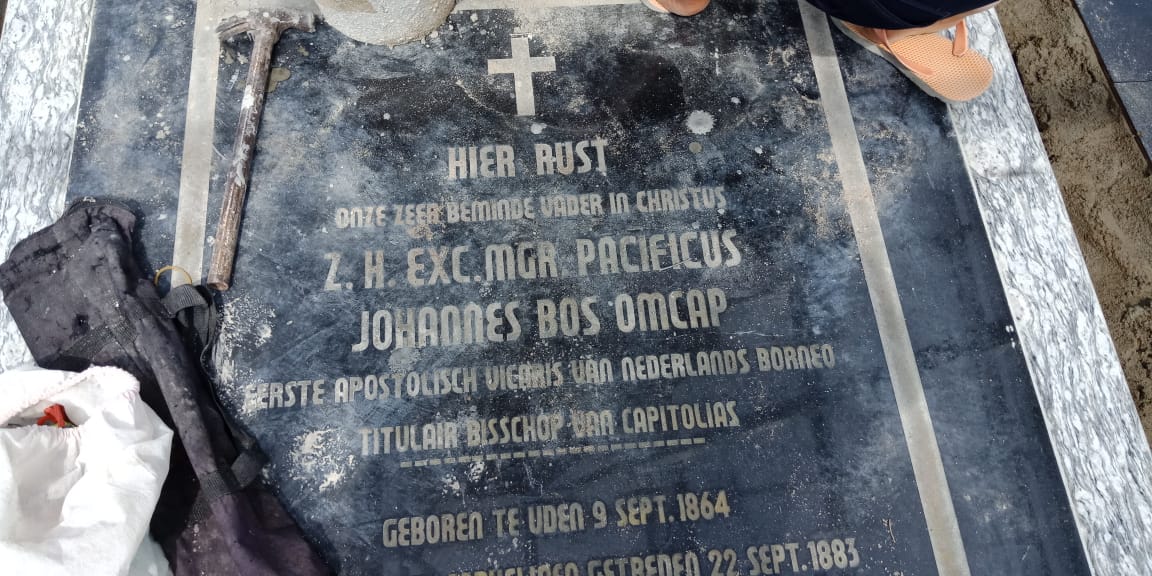 HIER RUST
ONZE ZEER BEMINDE VADER IN CHRISTUS
Z. H. EXC. MGR. PACIFICUS
JOHANNES BOS OMCAP
EERSTE APOSTOLISCH VICARIS VAN NEDERLANDS BORNEO
TITULAIR BISSCHOP VAN CAPITOLIAS
GEBOREN TE UDEN 9 SEPT. 1864
GETREDEN 22 SEPT. 1883